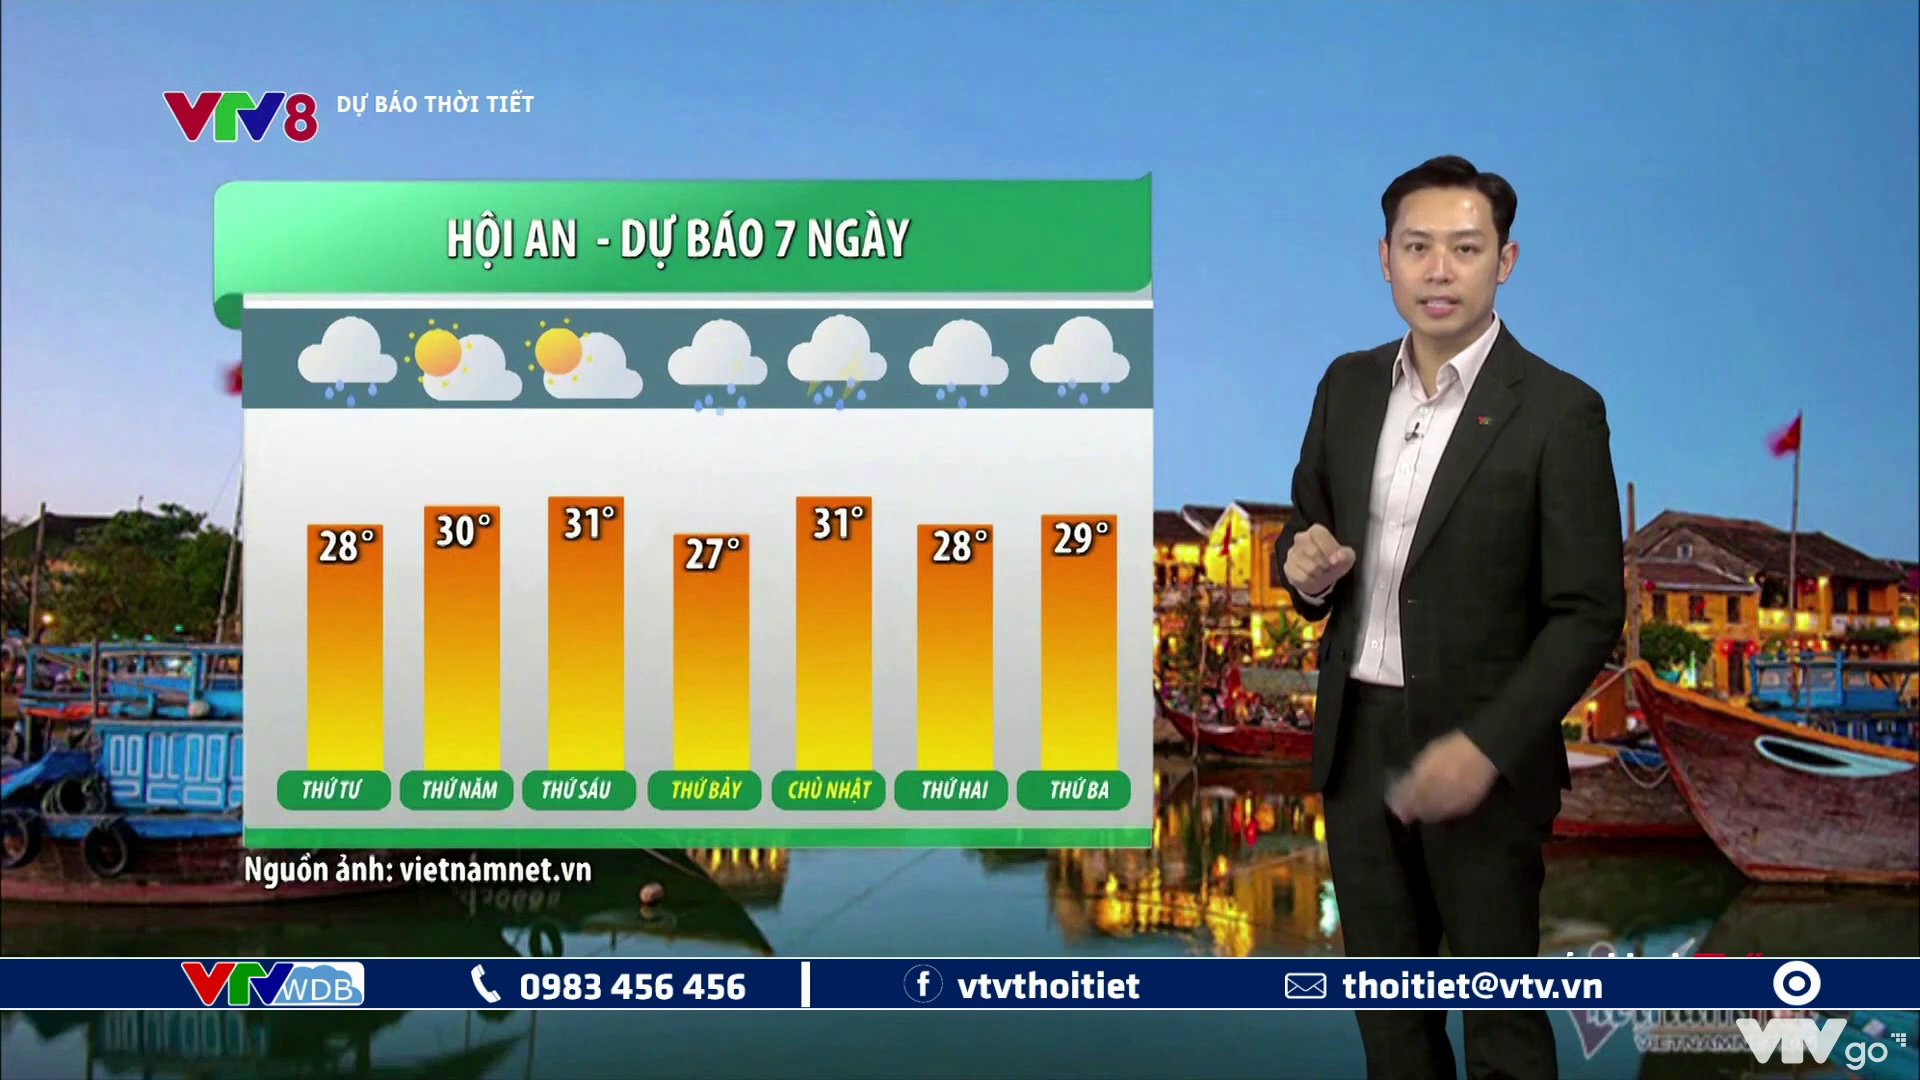 VTV8 DỰ BÁO THỜI TIẾT
HỘI AN - DỰ BÁO 7 NGÀY
28° 30° 31° 27° 31° 28° 29°
THỨ TƯ THỨ NĂM THỨ SÁU THỨ BẢY CHỦ NHẬT THỨ HAI THỨ BA
Nguồn ảnh: vietnamnet.vn
VTV WDB 0983 456 456 vtvthoitiet thoitiet@vtv.vn
VTV go